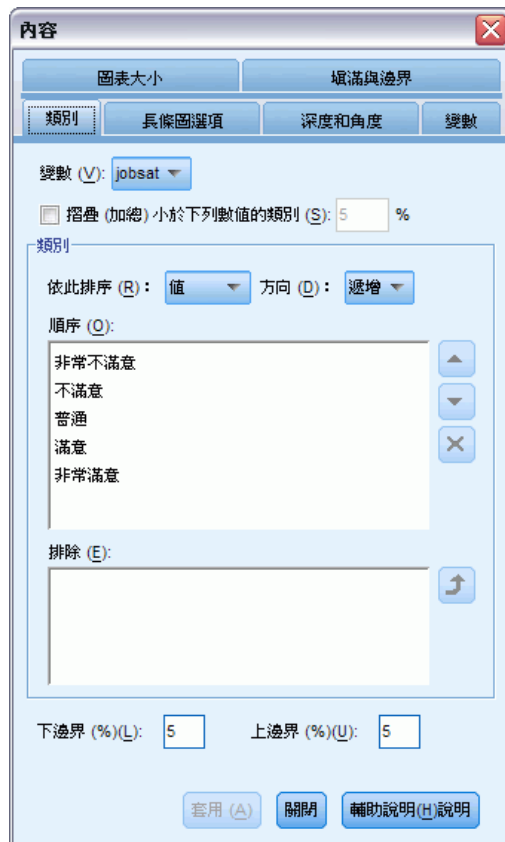 內容
圖表大小 填滿與邊界
類別 長條圖選項 深度和角度 變數
變數 (V): jobsat
摺疊 (加總) 小於下列數值的類別 (S): 5 %
類別
依此排序 (R)： 值 方向 (D)： 遞增
順序 (O):
非常不滿意
不滿意
普通
滿意
非常滿意
排除 (E):
下邊界 (%)(L): 5 上邊界 (%)(U): 5
套用 (A) 關閉 輔助說明(H)說明